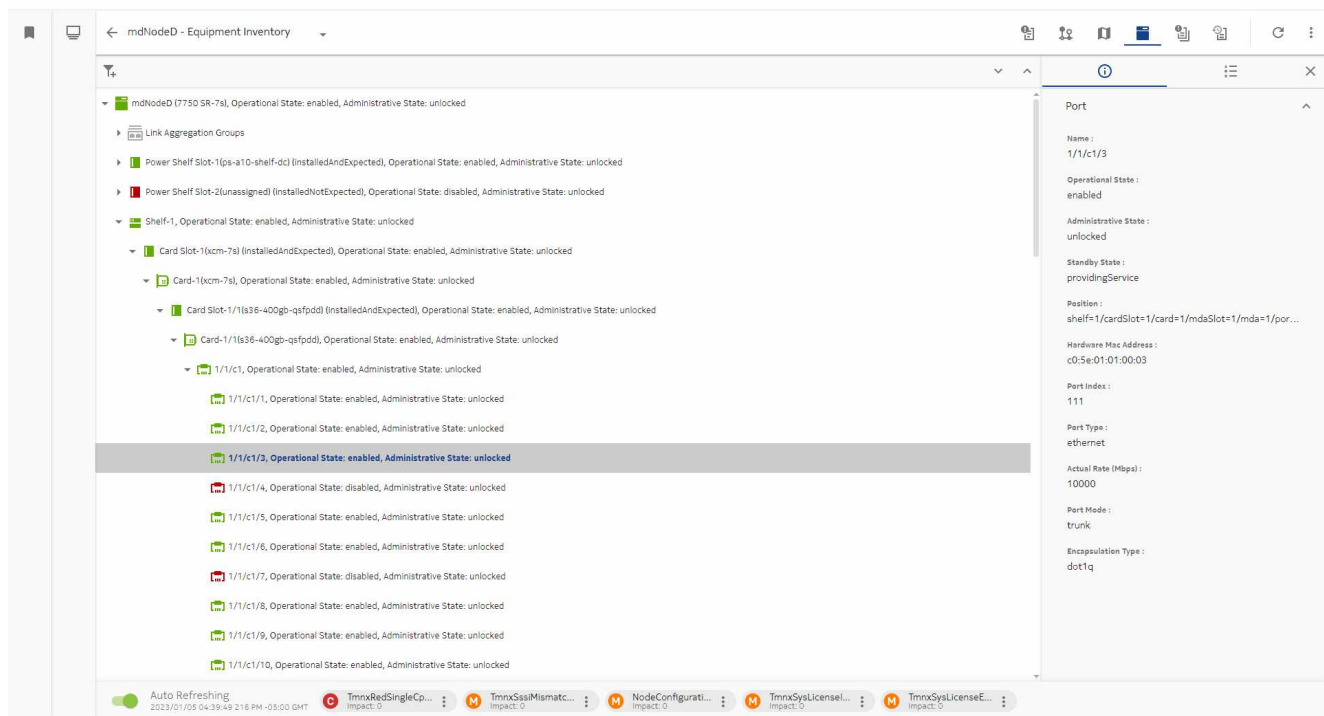 mdNodeD - Equipment Inventory
mdNodeD (7750 SR-7s), Operational State: enabled, Administrative State: unlocked
Link Aggregation Groups
Power Shelf Slot-1(ps-a10-shelf-dc) (installedAndExpected), Operational State: enabled, Administrative State: unlocked
Power Shelf Slot-2(unassigned) (installedNotExpected), Operational State: disabled, Administrative State: unlocked
Shelf-1, Operational State: enabled, Administrative State: unlocked
Card Slot-1(xcm-7s) (installedAndExpected), Operational State: enabled, Administrative State: unlocked
Card-1(xcm-7s), Operational State: enabled, Administrative State: unlocked
Card Slot-1/1(s36-400gb-qsfpdd) (installedAndExpected), Operational State: enabled, Administrative State: unlocked
Card-1/1(s36-400gb-qsfpdd), Operational State: enabled, Administrative State: unlocked
1/1/c1, Operational State: enabled, Administrative State: unlocked
1/1/c1/1, Operational State: enabled, Administrative State: unlocked
1/1/c1/2, Operational State: enabled, Administrative State: unlocked
1/1/c1/3, Operational State: enabled, Administrative State: unlocked
1/1/c1/4, Operational State: disabled, Administrative State: unlocked
1/1/c1/5, Operational State: enabled, Administrative State: unlocked
1/1/c1/6, Operational State: enabled, Administrative State: unlocked
1/1/c1/7, Operational State: disabled, Administrative State: unlocked
1/1/c1/8, Operational State: enabled, Administrative State: unlocked
1/1/c1/9, Operational State: enabled, Administrative State: unlocked
1/1/c1/10, Operational State: enabled, Administrative State: unlocked
Port
Name :
1/1/c1/3
Operational State :
enabled
Administrative State :
unlocked
Standby State :
providingService
Position :
shelf=1/cardSlot=1/card=1/mdaSlot=1/mda=1/por...
Hardware Mac Address :
c0:5e:01:01:00:03
Port Index :
111
Port Type :
ethernet
Actual Rate (Mbps) :
10000
Port Mode :
trunk
Encapsulation Type :
dot1q
Auto Refreshing
2023/01/05 04:39:49 216 PM -05:00 GMT
C TmnxRedSingleCp...
Impact: 0
M TmnxSsiMismatc...
Impact: 0
M NodeConfigurati...
Impact: 0
M TmnxSysLicenseI...
Impact: 0
M TmnxSysLicenseE...
Impact: 0